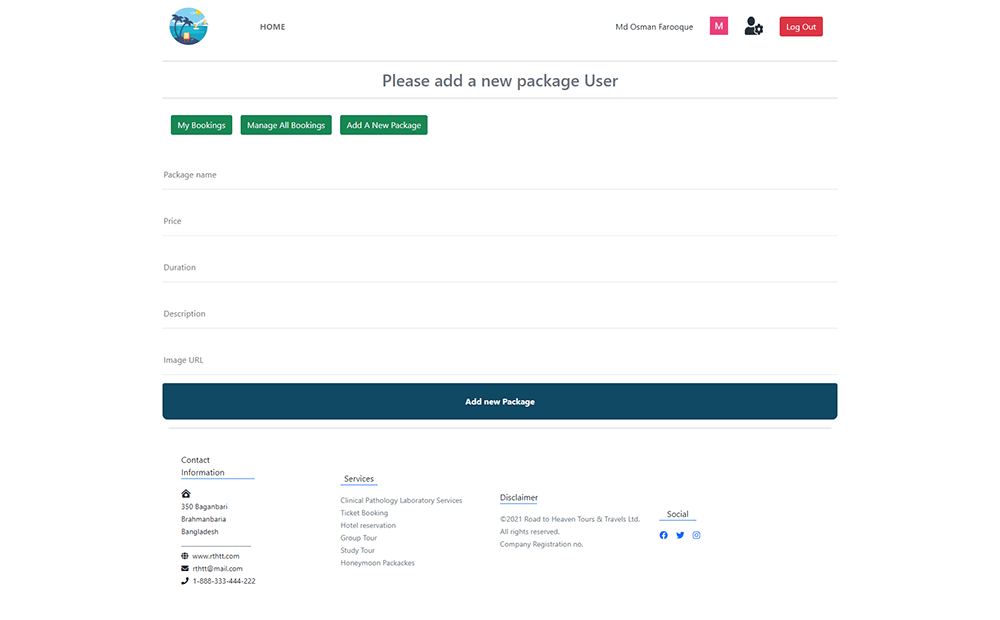 HOME
Md Osman Farooque
M
Log Out
Please add a new package User
My Bookings
Manage All Bookings
Add A New Package
Package name
Price
Duration
Description
Image URL
Add new Package
Contact
Information
350 Baganbari
Brahmanbaria
Bangladesh
www.rthtt.com
rthtt@mail.com
1-888-333-444-222
Services
Clinical Pathology Laboratory Services
Ticket Booking
Hotel reservation
Group Tour
Study Tour
Honeymoon Packackes
Disclaimer
©2021 Road to Heaven Tours & Travels Ltd.
All rights reserved.
Company Registration no.
Social